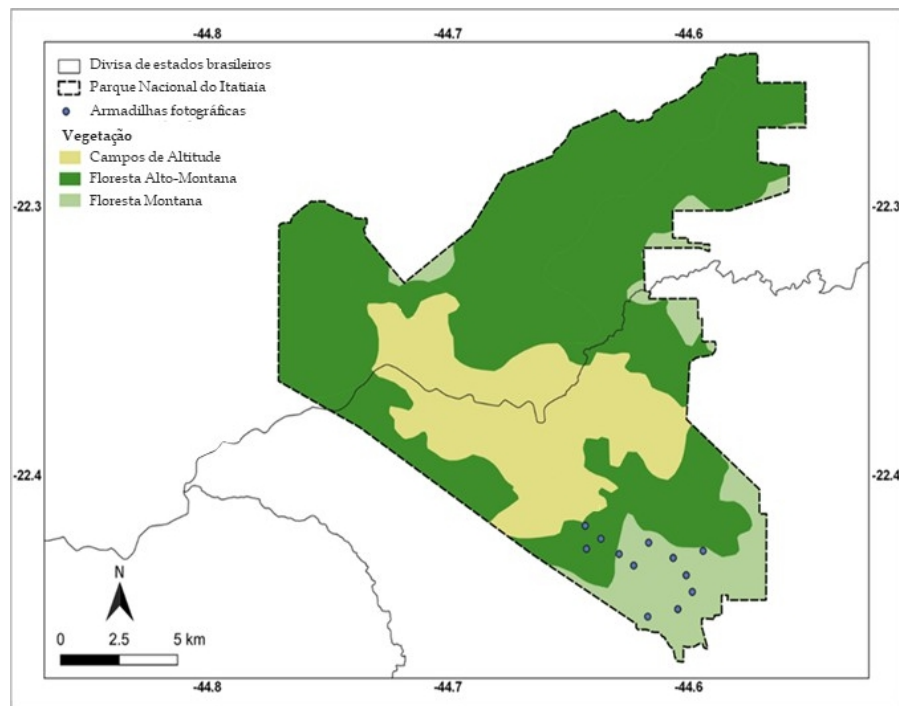 -44.8 -44.7 -44.6
Divisa de estados brasileiros
Parque Nacional do Itatiaia
Armadilhas fotográficas
Vegetação
Campos de Altitude
Floresta Alto-Montana
Floresta Montana
-22.3 -22.3
-22.4 -22.4
N
0 2.5 5 km
-44.8 -44.7 -44.6